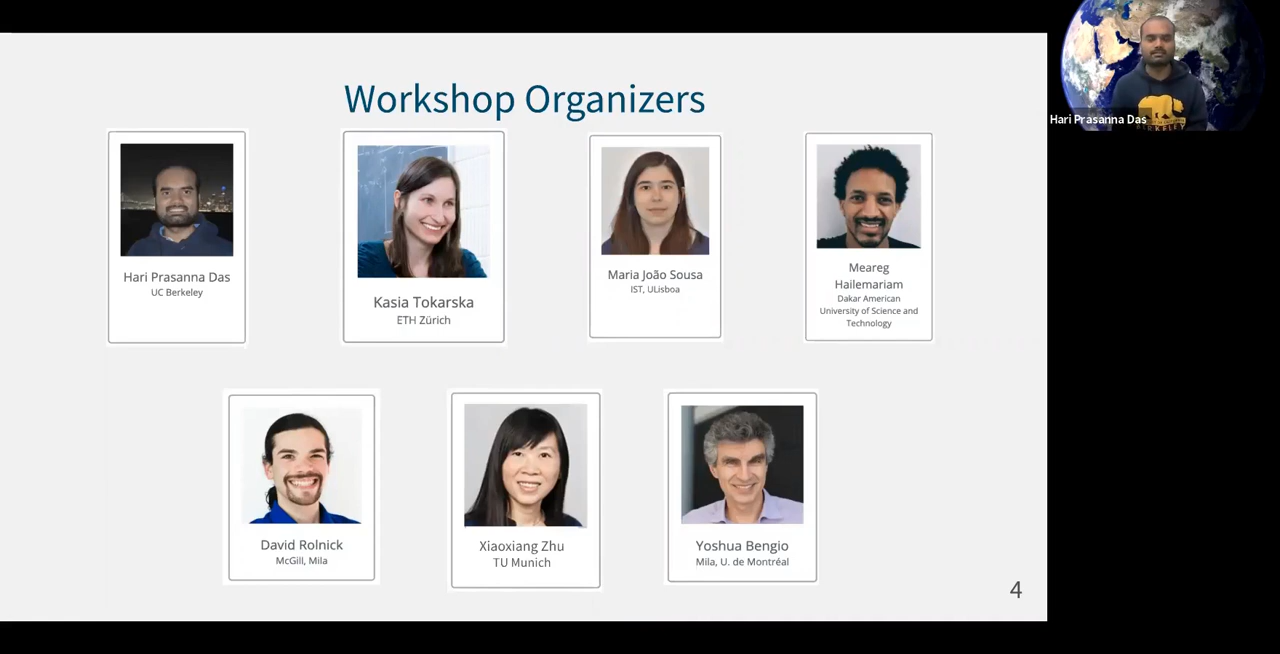 Workshop Organizers
Hari Prasanna Das
UC Berkeley
Kasia Tokarska
ETH Zürich
Maria João Sousa
IST, ULisboa
Meareg
Hailemariam
Dakar American
University of Science and
Technology
David Rolnick
McGill, Mila
Xiaoxiang Zhu
TU Munich
Yoshua Bengio
Mila, U. de Montréal
4
Hari Prasanna Das
BERKELEY